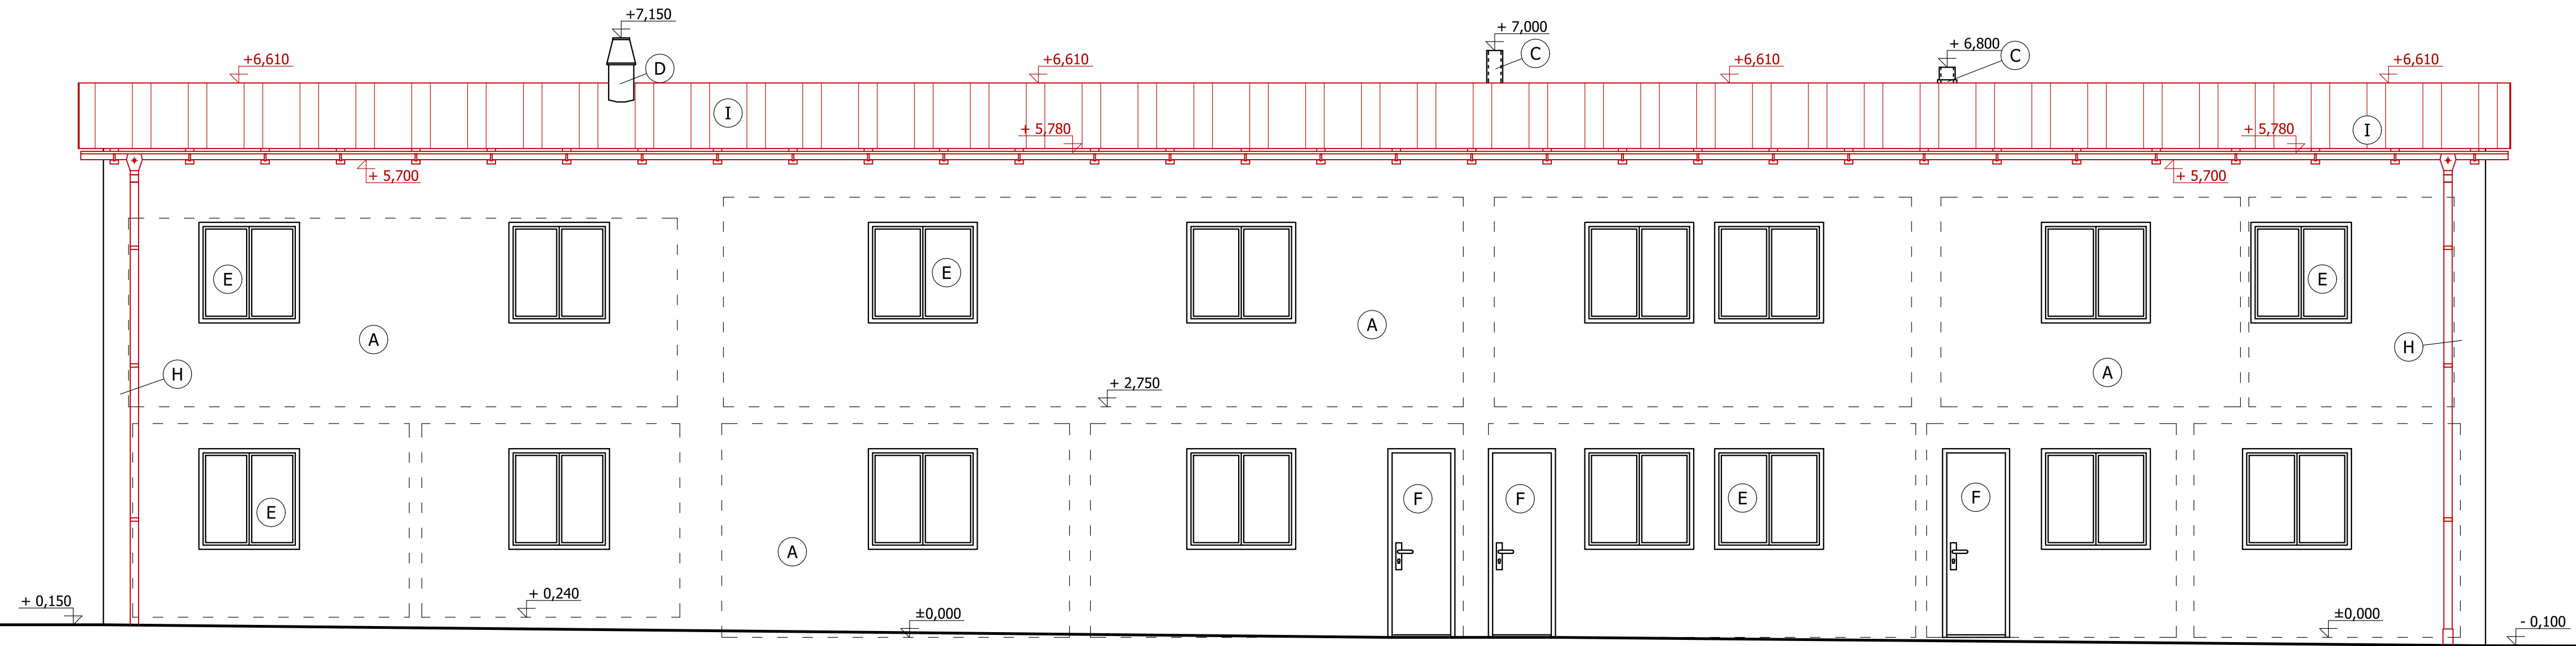 +7,150
+ 7,000
+ 6,800
+6,610
+6,610
+6,610
+6,610
D
C
C
I
I
+ 5,780
+ 5,780
+ 5,700
+ 5,700
E
E
E
A
A
A
H
H
+ 2,750
E
F
F
E
F
A
+ 0,150
+ 0,240
±0,000
±0,000
- 0,100